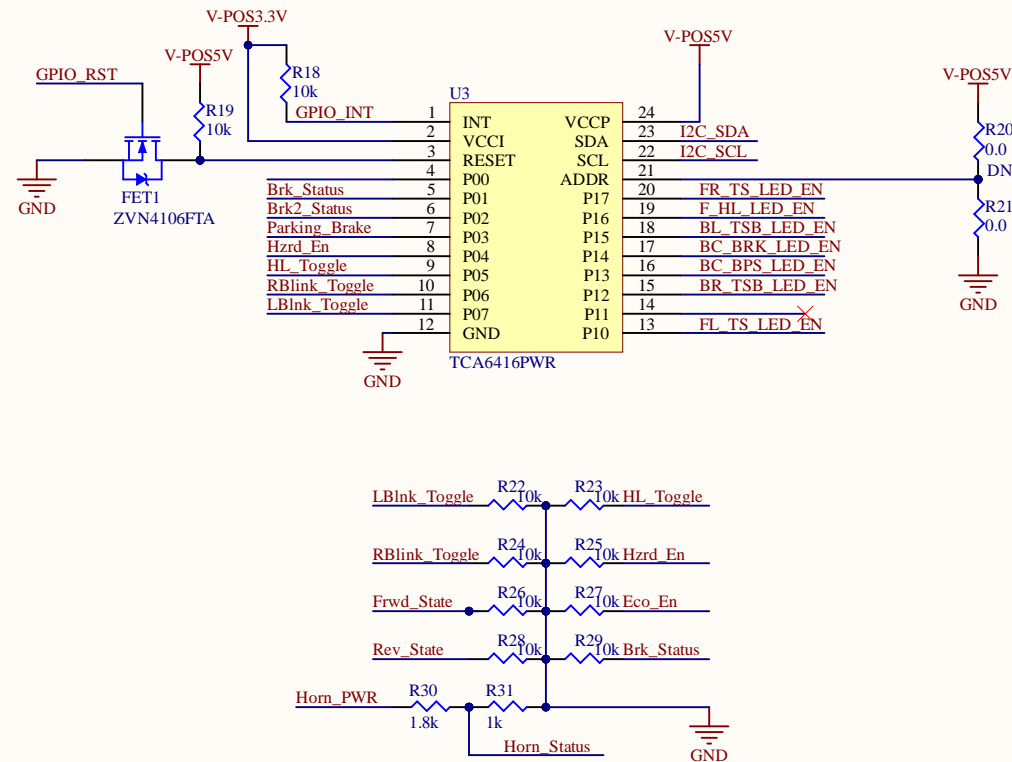 V-POS3.3V
V-POS5V
V-POS5V
V-POS5V
GPIO_RST
R18
10k
R19
10k
GPIO_INT
U3
1 INT VCCP 24
2 VCCI SDA 23 I2C_SDA
3 RESET SCL 22 I2C_SCL
4 P00 ADDR 21
Brk_Status 5 P01 P17 20 FR_TS_LED_EN
Brk2_Status 6 P02 P16 19 F_HL_LED_EN
Parking_Brake 7 P03 P15 18 BL_TSB_LED_EN
Hzrd_En 8 P04 P14 17 BC_BRK_LED_EN
HL_Toggle 9 P05 P13 16 BC_BPS_LED_EN
RBlink_Toggle 10 P06 P12 15 BR_TSB_LED_EN
LBlnk_Toggle 11 P07 P11 14
12 GND P10 13 FL_TS_LED_EN
TCA6416PWR
GND
FET1
ZVN4106FTA
GND
R20
0.0
DN
R21
0.0
GND
LBlnk_Toggle R22 10k R23 10k HL_Toggle
RBlink_Toggle R24 10k R25 10k Hzrd_En
Frwd_State R26 10k R27 10k Eco_En
Rev_State R28 10k R29 10k Brk_Status
Horn_PWR R30 R31
1.8k 1k
Horn_Status
GND